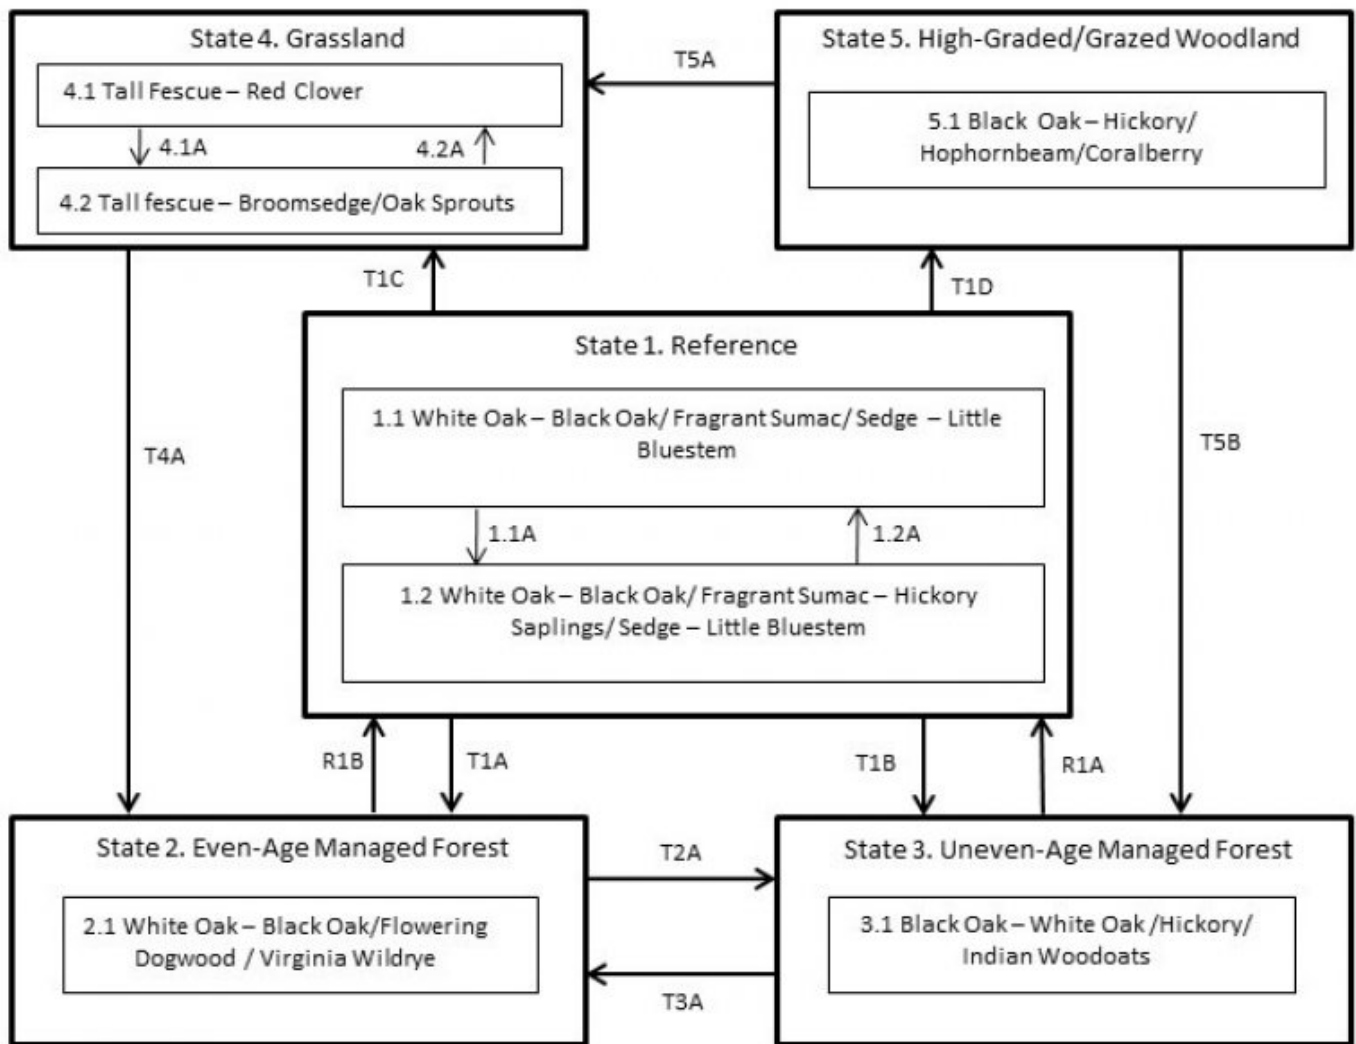 State 4. Grassland
4.1 Tall Fescue – Red Clover
4.1A
4.2A
4.2 Tall fescue – Broomsedge/Oak Sprouts
T5A
State 5. High-Graded/Grazed Woodland
5.1 Black Oak – Hickory/
Hophornbeam/Coralberry
T1C
T1D
State 1. Reference
1.1 White Oak – Black Oak/ Fragrant Sumac/ Sedge – Little
Bluestem
1.1A
1.2A
1.2 White Oak – Black Oak/ Fragrant Sumac – Hickory
Saplings/ Sedge – Little Bluestem
T4A
T5B
R1B
T1A
T1B
R1A
State 2. Even-Age Managed Forest
2.1 White Oak – Black Oak/Flowering
Dogwood / Virginia Wildrye
T2A
T3A
State 3. Uneven-Age Managed Forest
3.1 Black Oak – White Oak /Hickory/
Indian Woodoats